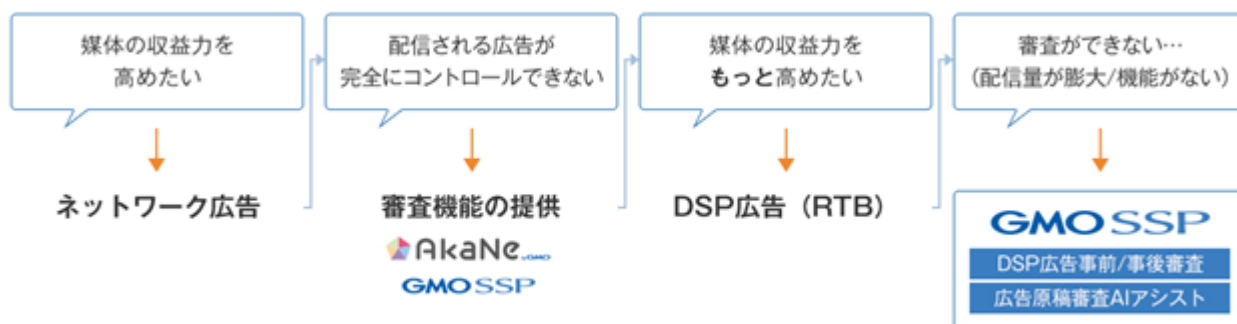 媒体の収益力を
高めたい
ネットワーク広告
配信される広告が
完全にコントロールできない
審査機能の提供
AkaNe byGMO
GMO SSP
媒体の収益力を
もっと高めたい
DSP広告（RTB）
審査ができない…
（配信量が膨大/機能がない）
GMO SSP
DSP広告事前/事後審査
広告原稿審査AIアシスト